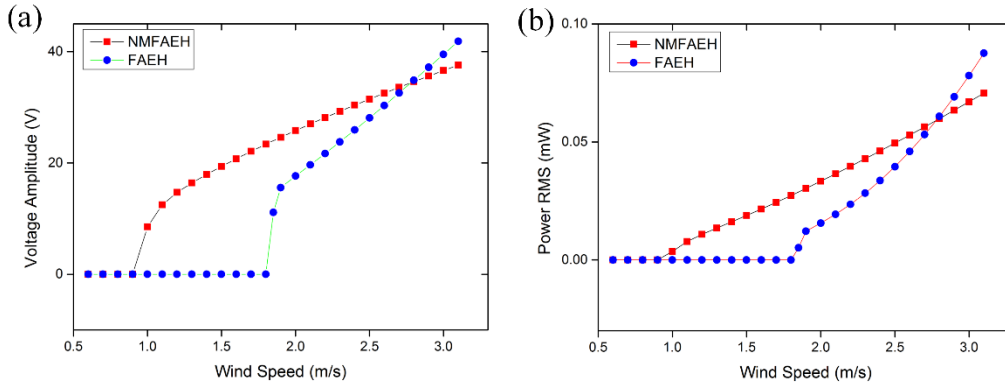 (a)
NMFAEH
FAEH
40
20
0
Voltage Amplitude (V)
0.5 1.0 1.5 2.0 2.5 3.0
Wind Speed (m/s)
(b)
NMFAEH
FAEH
0.10
0.05
0.00
Power RMS (mW)
0.5 1.0 1.5 2.0 2.5 3.0
Wind Speed (m/s)